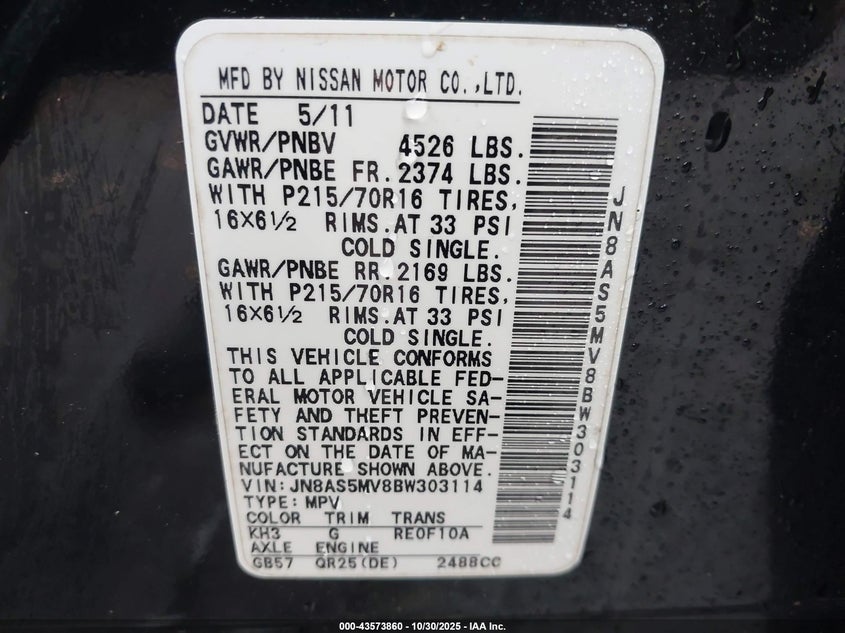 MFD BY NISSAN MOTOR CO.,LTD.
DATE 5/11
GVWR/PNBV 4526 LBS.
GAWR/PNBE FR.2374 LBS.
WITH P215/70R16 TIRES,
16X6½ RIMS.AT 33 PSI
COLD SINGLE.
GAWR/PNBE RR.2169 LBS.
WITH P215/70R16 TIRES,
16X6½ RIMS.AT 33 PSI
COLD SINGLE.
THIS VEHICLE CONFORMS
TO ALL APPLICABLE FED-
ERAL MOTOR VEHICLE SA-
FETY AND THEFT PREVEN-
TION STANDARDS IN EFF-
ECT ON THE DATE OF MA-
NUFACTURE SHOWN ABOVE.
VIN:JN8AS5MV8BW303114
TYPE:MPV
COLOR TRIM TRANS
KH3 G RE0F10A
AXLE ENGINE
GB57 QR25(DE) 2488CC
JN8AS5MV8BW303114
000-43573860 - 10/30/2025 - IAA Inc.